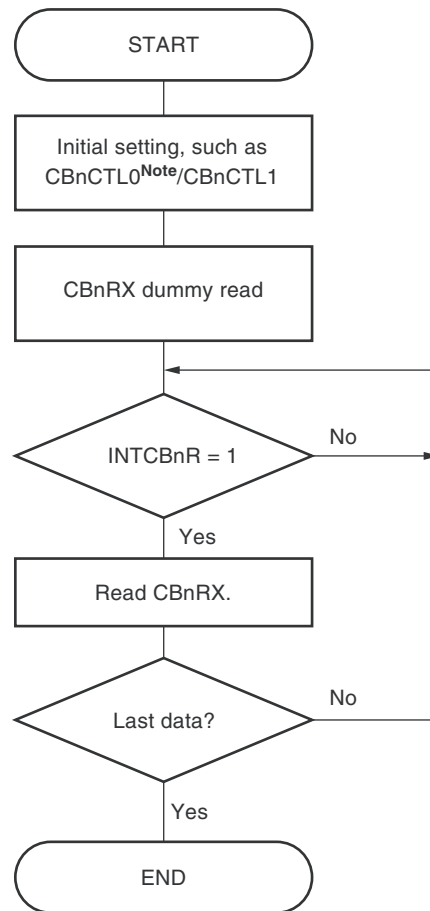 START
Initial setting, such as
CBnCTL0Note/CBnCTL1
CBnRX dummy read
INTCBnR = 1
No
Yes
Read CBnRX.
Last data?
No
Yes
END